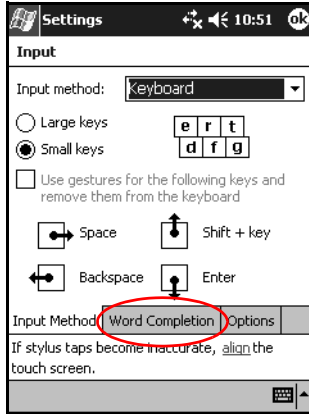 Settings 10:51 ok
Input
Input method: Keyboard
Large keys
e r t
Small keys
d f g
Use gestures for the following keys and
remove them from the keyboard
Space Shift + key
Backspace Enter
Input Method Word Completion Options
If stylus taps become inaccurate, align the
touch screen.